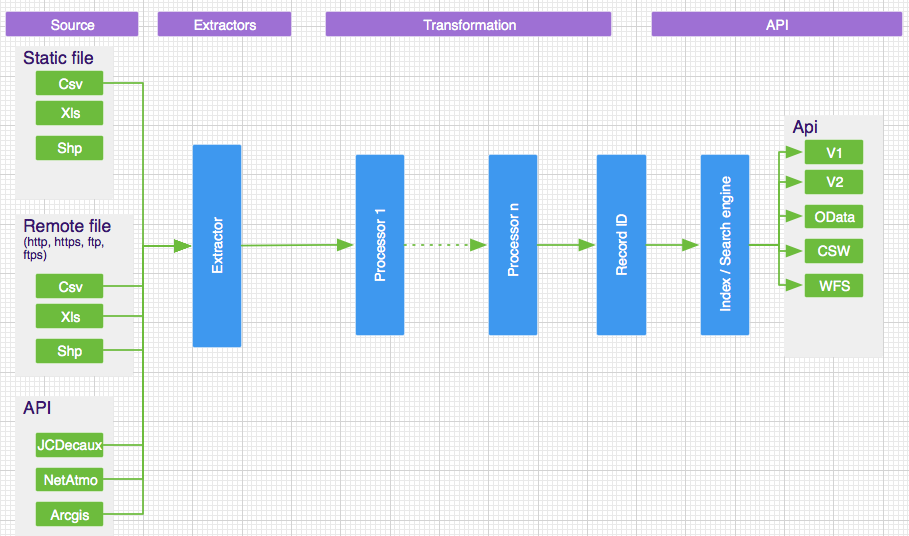 Source
Extractors
Transformation
API
Static file
Csv
Xls
Shp
Remote file
(http, https, ftp,
ftps)
Csv
Xls
Shp
API
JCDecaux
NetAtmo
Arcgis
Extractor
Processor 1
Processor n
Record ID
Index / Search engine
Api
V1
V2
OData
CSW
WFS